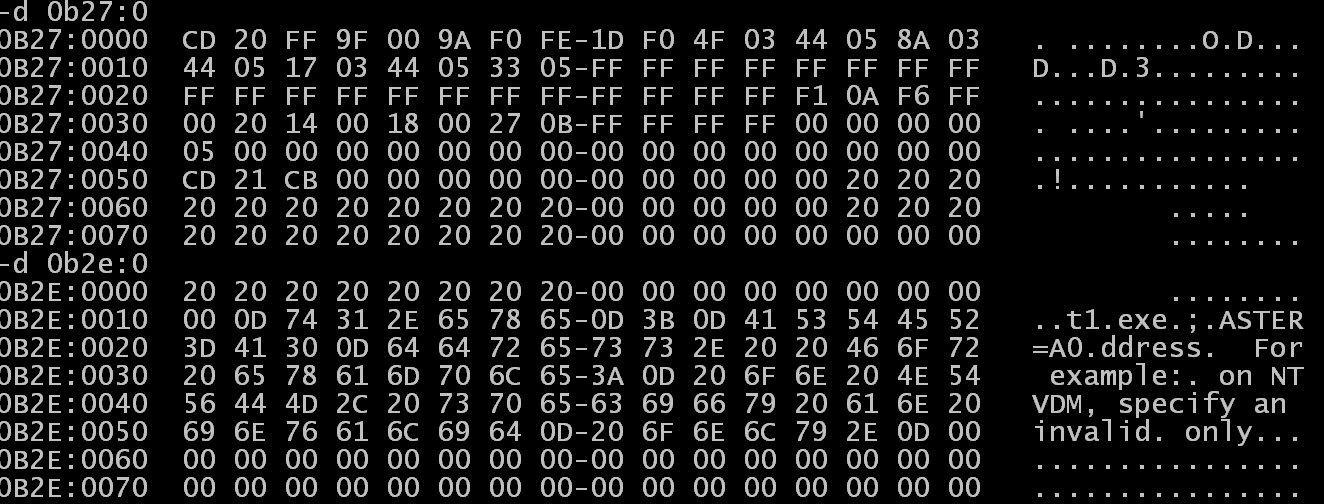 -d 0b27:0
0B27:0000 CD 20 FF 9F 00 9A F0 FE-1D F0 4F 03 44 05 8A 03 . ........O.D...
0B27:0010 44 05 17 03 44 05 33 05-FF FF FF FF FF FF FF FF D...D.3.........
0B27:0020 FF FF FF FF FF FF FF FF-FF FF FF FF F1 0A F6 FF ................
0B27:0030 00 20 14 00 18 00 27 0B-FF FF FF FF 00 00 00 00 . ....'.........
0B27:0040 05 00 00 00 00 00 00 00-00 00 00 00 00 00 00 00 ................
0B27:0050 CD 21 CB 00 00 00 00 00-00 00 00 00 00 20 20 20 .!...........
0B27:0060 20 20 20 20 20 20 20 20-00 00 00 00 00 20 20 20 .....
0B27:0070 20 20 20 20 20 20 20 20-00 00 00 00 00 00 00 00 ........
-d 0b2e:0
0B2E:0000 20 20 20 20 20 20 20 20-00 00 00 00 00 00 00 00 ........
0B2E:0010 00 0D 74 31 2E 65 78 65-0D 3B 0D 41 53 54 45 52 ..t1.exe.;.ASTER
0B2E:0020 3D 41 30 0D 64 64 72 65-73 73 2E 20 20 46 6F 72 =A0.ddress.  For
0B2E:0030 20 65 78 61 6D 70 6C 65-3A 0D 20 6F 6E 20 4E 54 example:. on NT
0B2E:0040 56 44 4D 2C 20 73 70 65-63 69 66 79 20 61 6E 20 VDM, specify an
0B2E:0050 69 6E 76 61 6C 69 64 0D-20 6F 6E 6C 79 2E 0D 00 invalid. only...
0B2E:0060 00 00 00 00 00 00 00 00-00 00 00 00 00 00 00 00 ................
0B2E:0070 00 00 00 00 00 00 00 00-00 00 00 00 00 00 00 00 ................